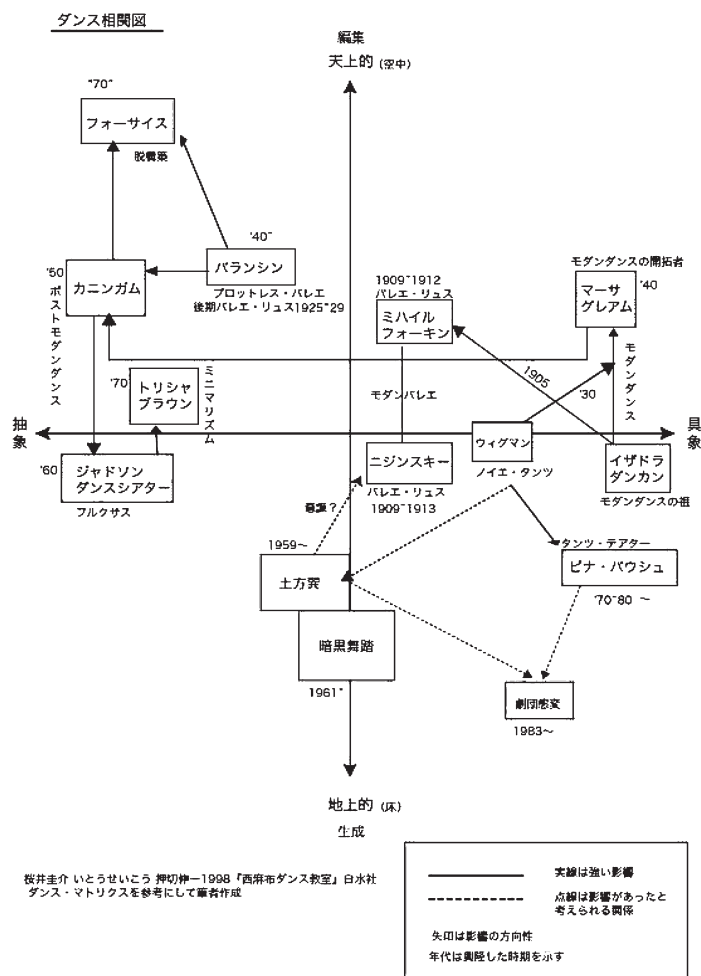 ダンス相関図
編集
天上的 (空中)
"70"
フォーサイス
脱構築
'40~
バランシン
プロットレス・バレエ
後期バレエ・リュス1925~29
'50
カニンガム
ポストモダンダンス
1909~1912
バレエ・リュス
ミハイル
フォーキン
モダンダンスの開拓者
マーサ
グレアム
'40
'70
トリシャ
ブラウン
ミニマリズム
モダンバレエ
1905
'30
モダンダンス
抽象
具象
ウィグマン
ノイエ・タンツ
イザドラ
ダンカン
モダンダンスの祖
'60
ジャドソン
ダンスシアター
フルクサス
ニジンスキー
バレエ・リュス
1909~1913
意識?
1959~
土方巽
タンツ・テアター
ピナ・バウシュ
'70~80 ~
暗黒舞踏
1961~
劇団態変
1983~
地上的 (床)
生成
桜井圭介 いとうせいこう 押切伸一1998『西麻布ダンス教室』白水社
ダンス・マトリクスを参考にして筆者作成
実線は強い影響
点線は影響があったと
考えられる関係
矢印は影響の方向性
年代は興隆した時期を示す